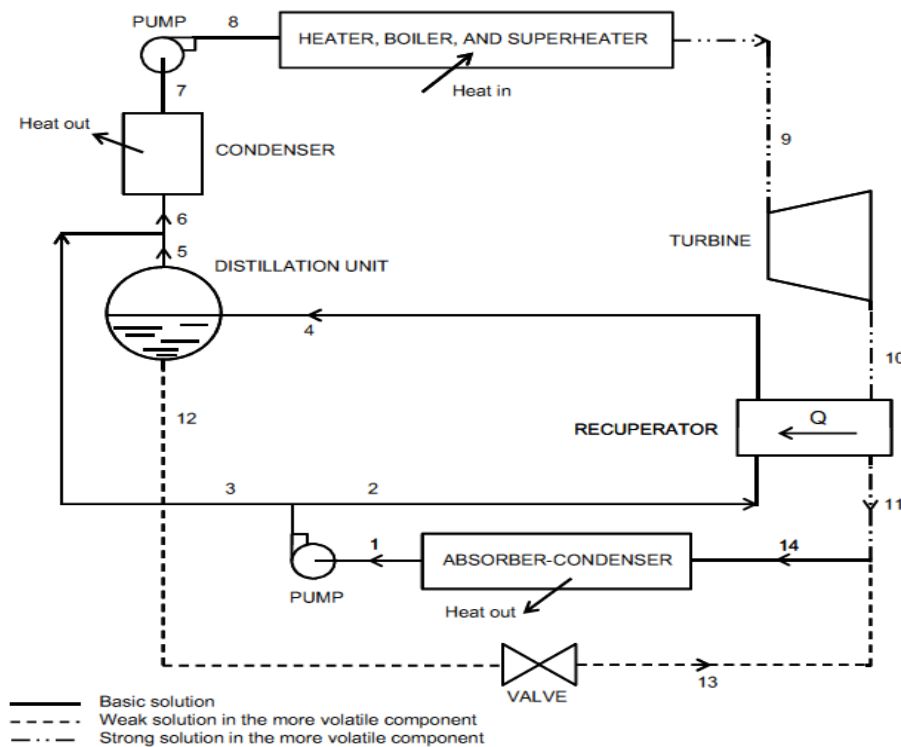 PUMP
8
HEATER, BOILER, AND SUPERHEATER
Heat in
7
Heat out
CONDENSER
9
6
5
TURBINE
DISTILLATION UNIT
4
10
12
RECUPERATOR
Q
3
2
11
1
ABSORBER-CONDENSER
14
PUMP
Heat out
13
VALVE
Basic solution
Weak solution in the more volatile component
Strong solution in the more volatile component